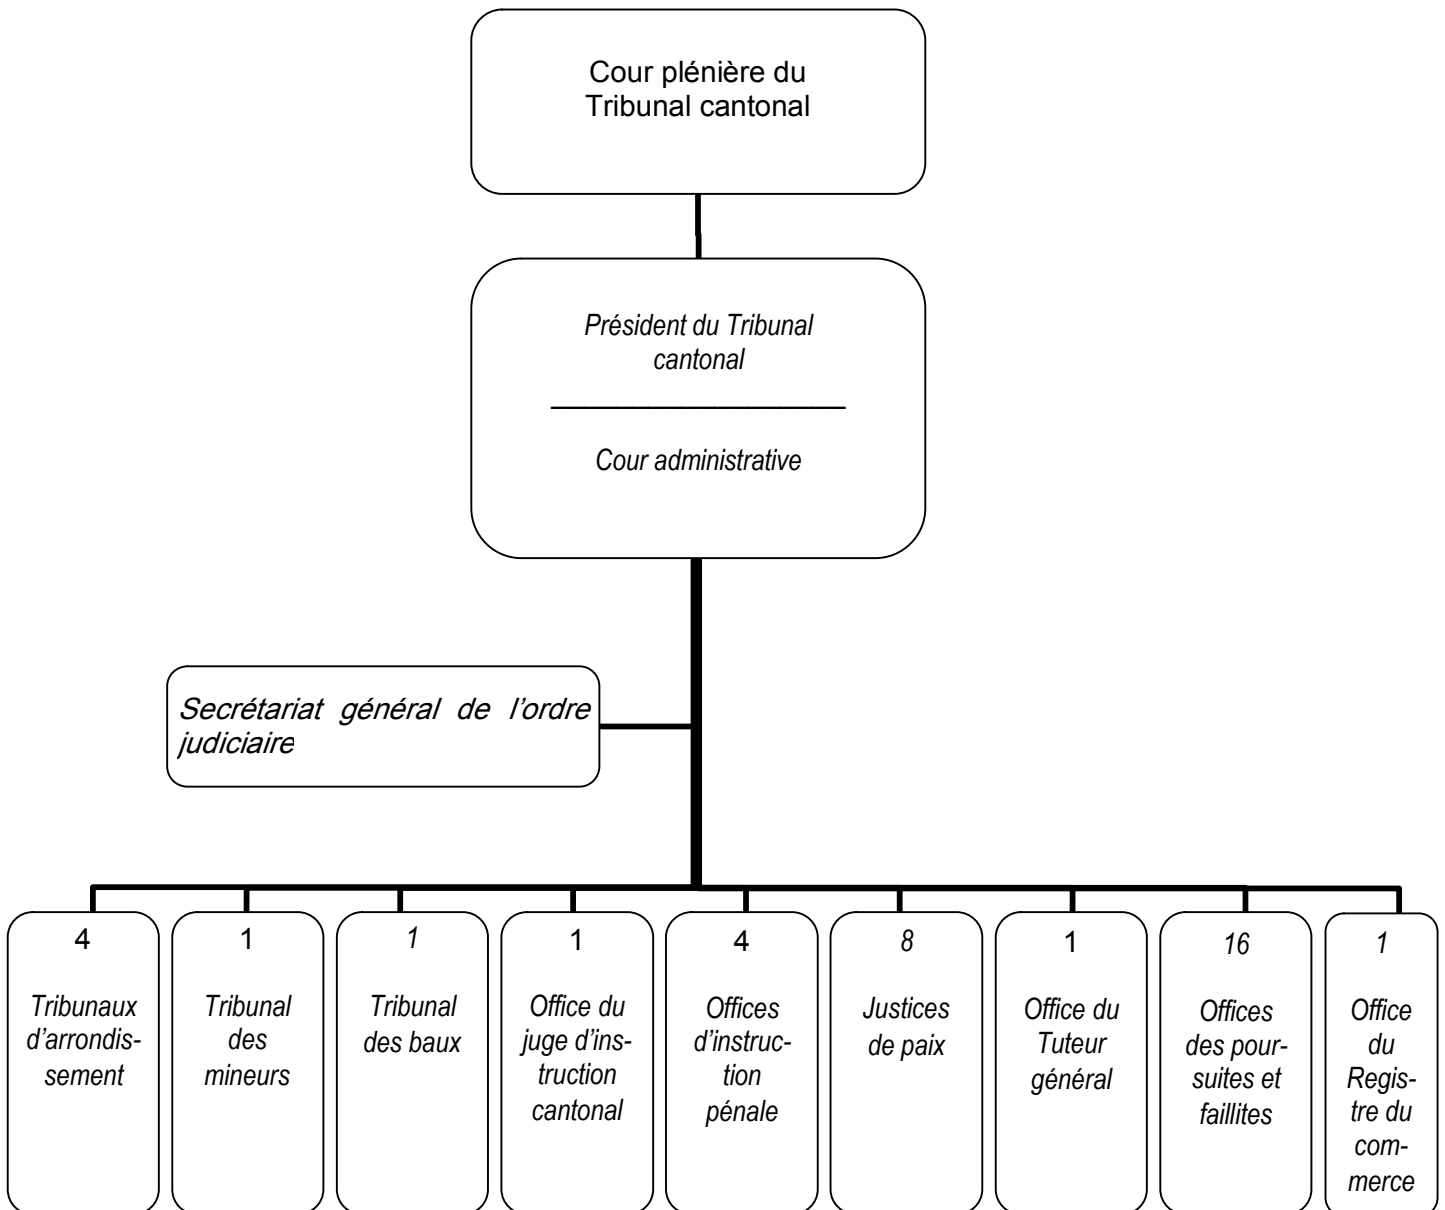 Cour plénière du
Tribunal cantonal
Président du Tribunal
cantonal
Cour administrative
Secrétariat général de l'ordre
judiciaire
4
Tribunaux
d'arrondis-
sement
1
Tribunal
des
mineurs
1
Tribunal
des baux
1
Office du
juge d'ins-
truction
cantonal
4
Offices
d'instruc-
tion
pénale
8
Justices
de paix
1
Office du
Tuteur
général
16
Offices
des pour-
suites et
faillites
1
Office
du
Regis-
tre du
com-
merce